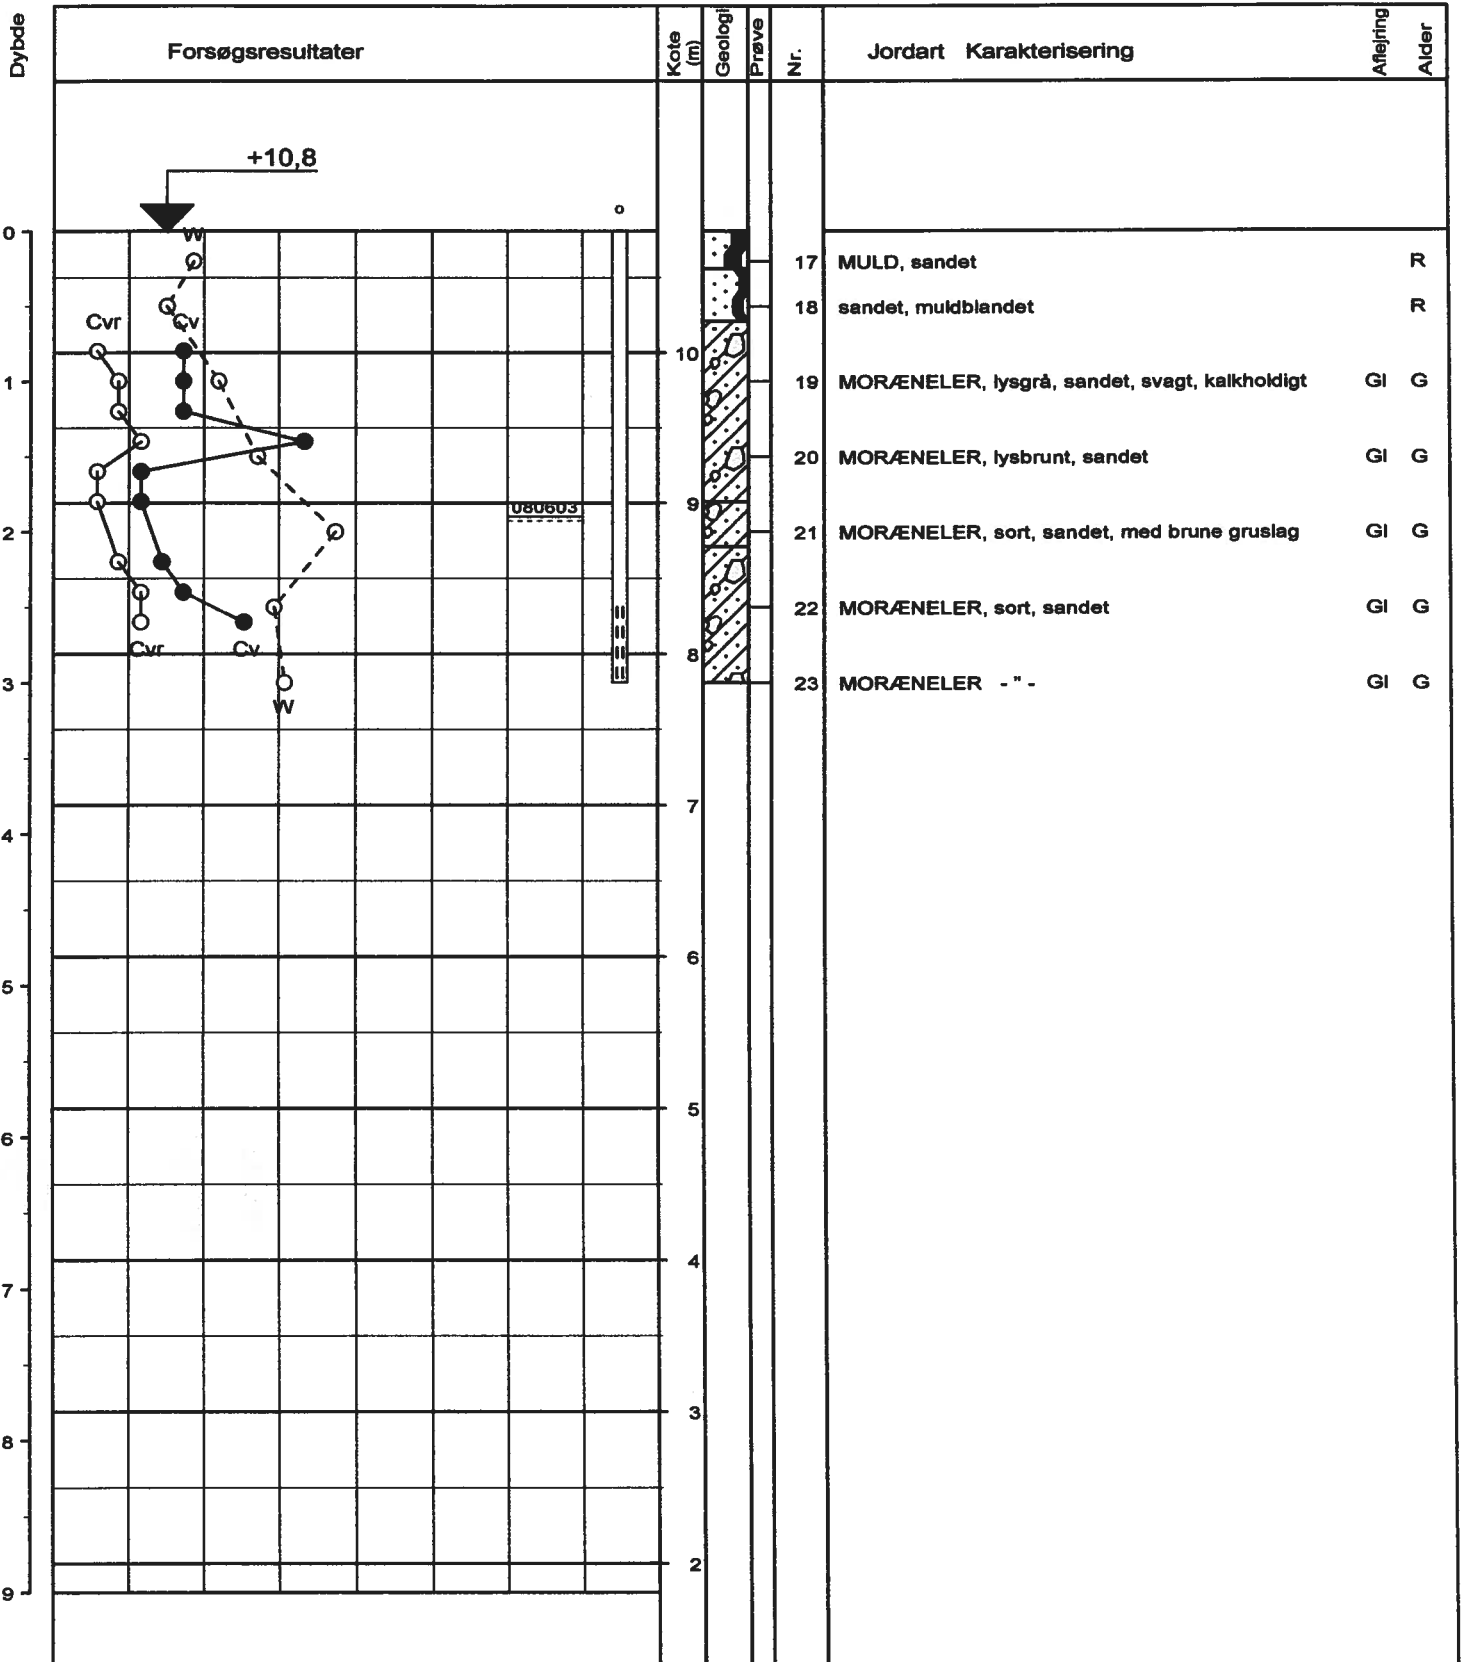 Dybde
Forsøgsresultater
Kote (m)
Geologi
Prøve
Nr.
Jordart Karakterisering
Aflejring
Alder
+10,8
0
W
17 MULD, sandet R
18 sandet, muldblandet R
Cvr Cv
10
1
19 MORÆNELER, lysgrå, sandet, svagt, kalkholdigt Gl G
20 MORÆNELER, lysbrunt, sandet Gl G
9
080603
2
21 MORÆNELER, sort, sandet, med brune gruslag Gl G
22 MORÆNELER, sort, sandet Gl G
Cvr Cv
8
3
23 MORÆNELER - " - Gl G
W
7
4
6
5
5
6
4
7
3
8
2
9